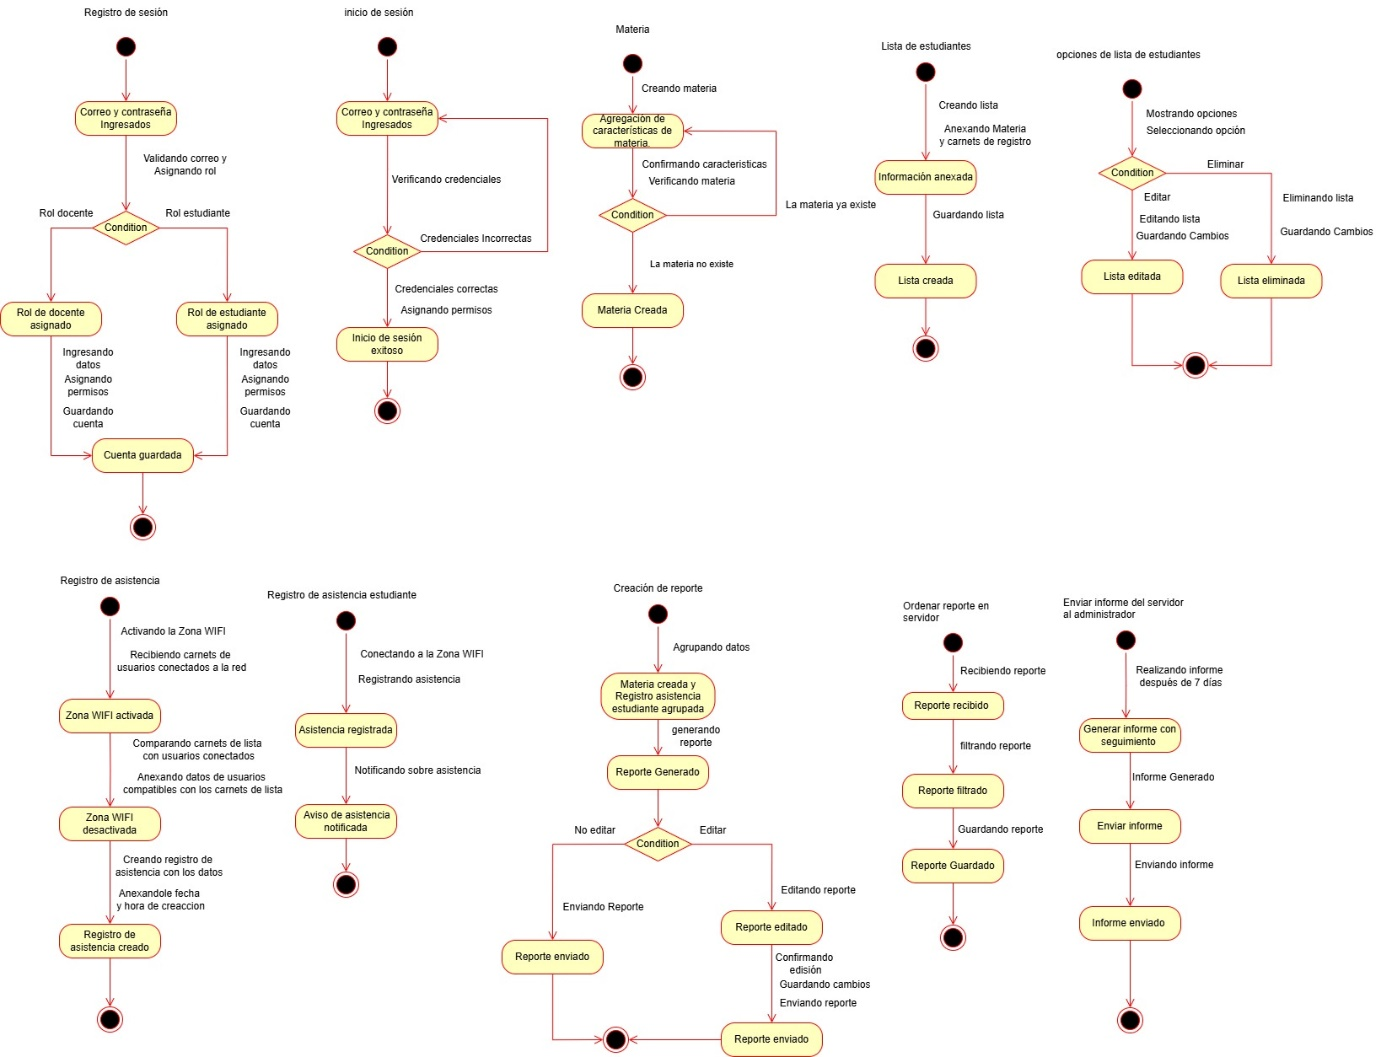 Registro de sesión
Correo y contraseña
Ingresados
Validando correo y
Asignando rol
Rol docente
Rol estudiante
Condition
Rol de docente
asignado
Rol de estudiante
asignado
Ingresando
datos
Asignando
permisos
Guardando
cuenta
Ingresando
datos
Asignando
permisos
Guardando
cuenta
Cuenta guardada
inicio de sesión
Correo y contraseña
Ingresados
Verificando credenciales
Condition
Credenciales Incorrectas
Credenciales correctas
Asignando permisos
Inicio de sesión
exitoso
Materia
Creando materia
Agregación de
características de
materia.
Confirmando caracteristicas
Verificando materia
Condition
La materia ya existe
La materia no existe
Materia Creada
Lista de estudiantes
Creando lista
Anexando Materia
y carnets de registro
Información anexada
Guardando lista
Lista creada
opciones de lista de estudiantes
Mostrando opciones
Seleccionando opción
Condition
Eliminar
Editar
Editando lista
Guardando Cambios
Eliminando lista
Guardando Cambios
Lista editada
Lista eliminada
Registro de asistencia
Activando la Zona WIFI
Recibiendo carnets de
usuarios conectados a la red
Zona WIFI activada
Comparando carnets de lista
con usuarios conectados
Anexando datos de usuarios
compatibles con los carnets de lista
Zona WIFI
desactivada
Creando registro de
asistencia con los datos
Anexandole fecha
y hora de creaccion
Registro de
asistencia creado
Registro de asistencia estudiante
Conectando a la Zona WIFI
Registrando asistencia
Asistencia registrada
Notificando sobre asistencia
Aviso de asistencia
notificada
Creación de reporte
Agrupando datos
Materia creada y
Registro asistencia
estudiante agrupada
generando
reporte
Reporte Generado
No editar
Condition
Editar
Enviando Reporte
Reporte enviado
Editando reporte
Reporte editado
Confirmando
edisión
Guardando cambios
Enviando reporte
Reporte enviado
Ordenar reporte en
servidor
Recibiendo reporte
Reporte recibido
filtrando reporte
Reporte filtrado
Guardando reporte
Reporte Guardado
Enviar informe del servidor
al administrador
Realizando informe
después de 7 días
Generar informe con
seguimiento
Informe Generado
Enviar informe
Enviando informe
Informe enviado